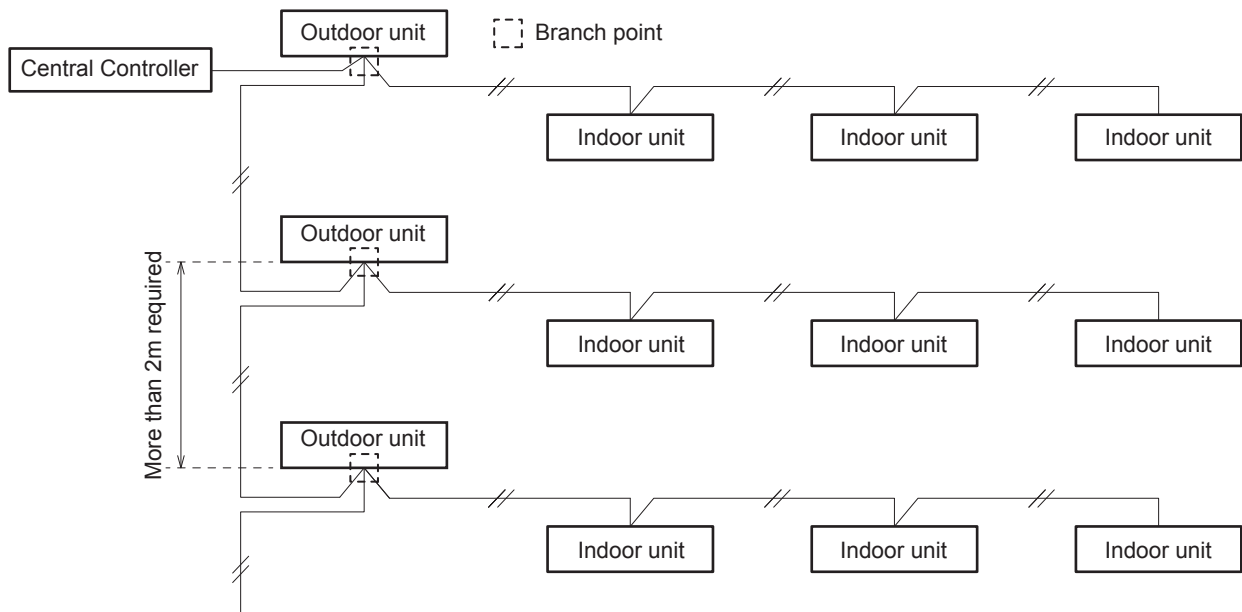 Outdoor unit
Branch point
Central Controller
Indoor unit
Indoor unit
Indoor unit
Outdoor unit
More than 2m required
Indoor unit
Indoor unit
Indoor unit
Outdoor unit
Indoor unit
Indoor unit
Indoor unit